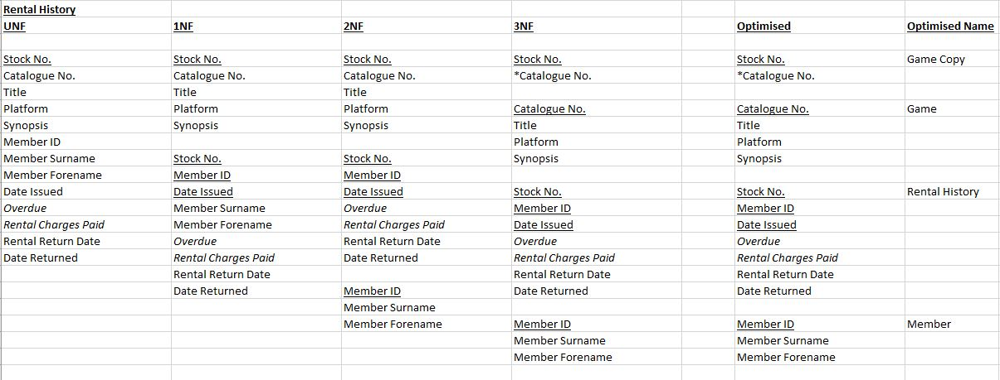 Rental History
UNF 1NF 2NF 3NF Optimised Optimised Name
Stock No. Stock No. Stock No. Stock No. Stock No. Game Copy
Catalogue No. Catalogue No. Catalogue No. *Catalogue No. *Catalogue No.
Title Title Title
Platform Platform Platform Catalogue No. Catalogue No. Game
Synopsis Synopsis Synopsis Title Title
Member ID Platform Platform
Member Surname Stock No. Stock No. Synopsis Synopsis
Member Forename Member ID Member ID
Date Issued Date Issued Date Issued Stock No. Stock No. Rental History
Overdue Member Surname Overdue Member ID Member ID
Rental Charges Paid Member Forename Rental Charges Paid Date Issued Date Issued
Rental Return Date Overdue Rental Return Date Overdue Overdue
Date Returned Rental Charges Paid Date Returned Rental Charges Paid Rental Charges Paid
Rental Return Date Rental Return Date Rental Return Date
Date Returned Member ID Date Returned Date Returned
Member Surname
Member Forename Member ID Member ID Member
Member Surname Member Surname
Member Forename Member Forename